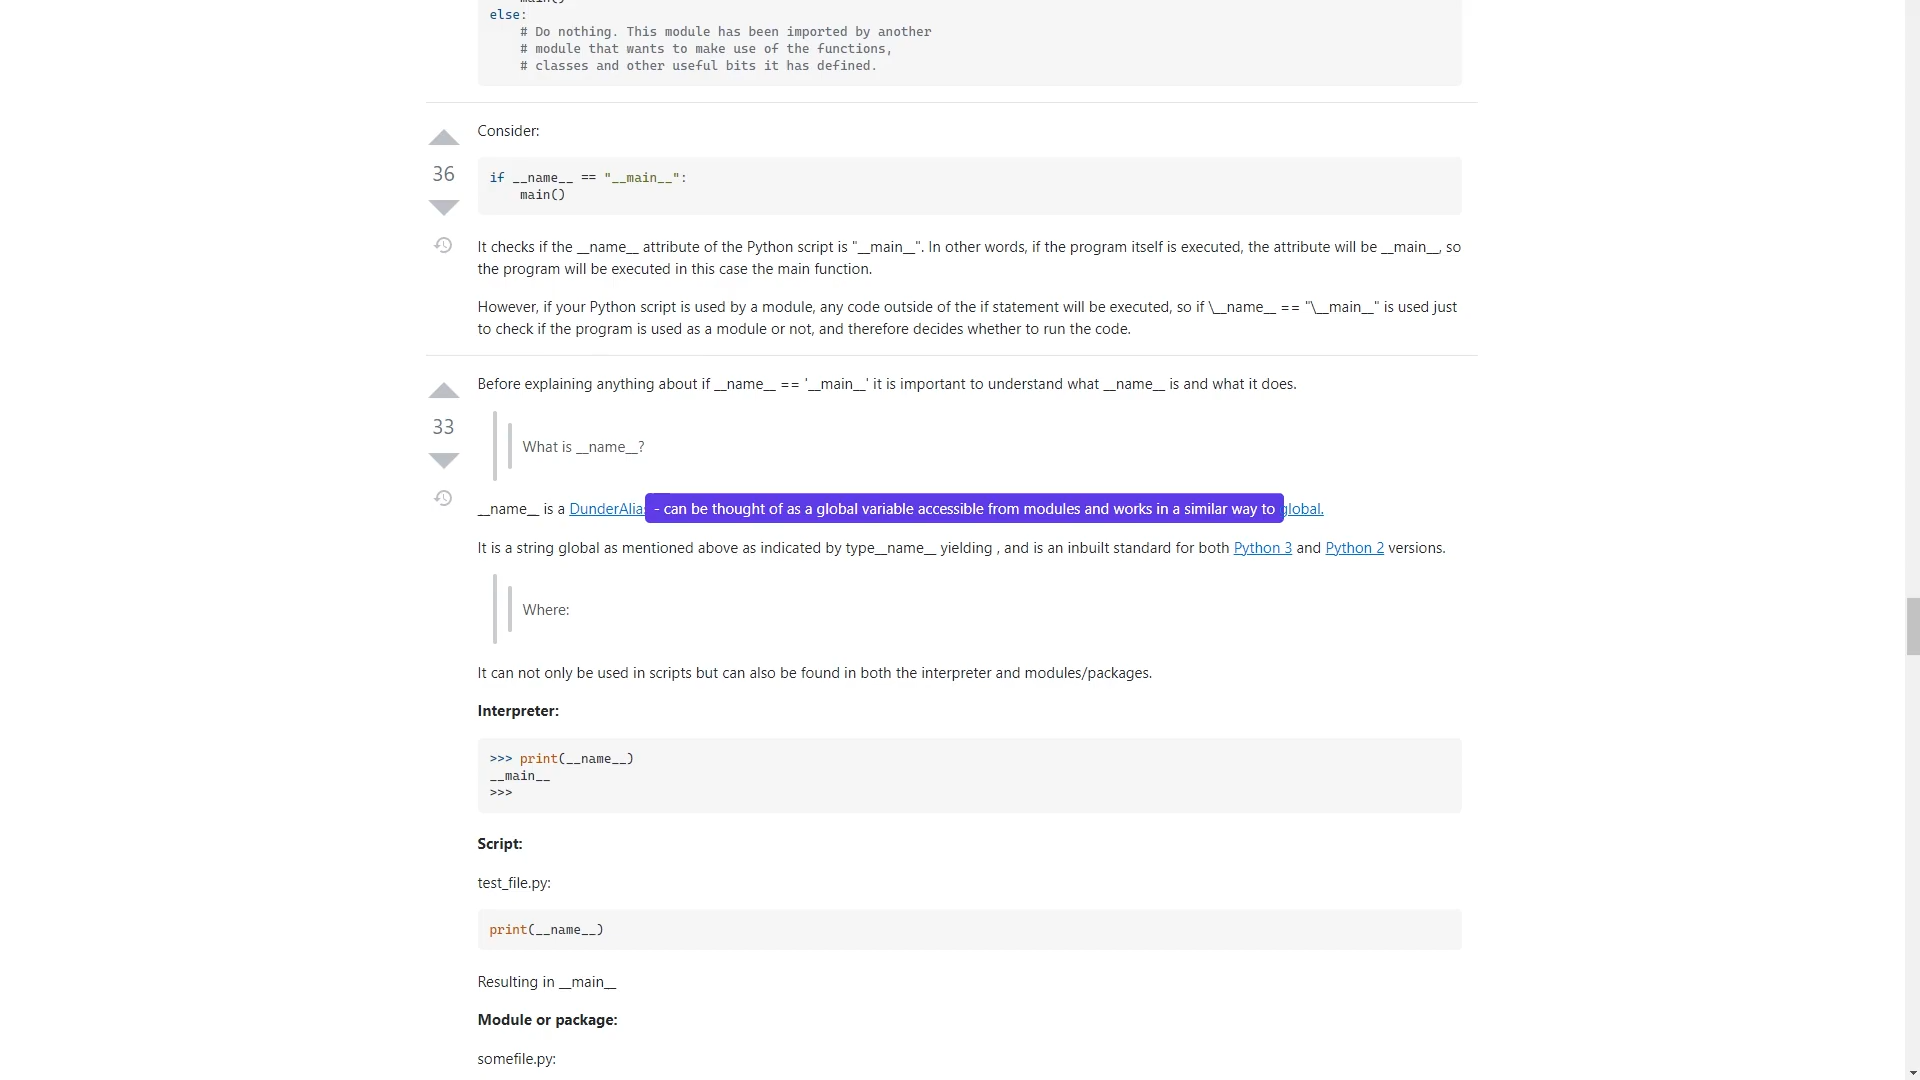 else:
# Do nothing. This module has been imported by another
# module that wants to make use of the functions,
# classes and other useful bits it has defined.
Consider:
36
if __name__ == "__main__":
main()
It checks if the __name__ attribute of the Python script is "__main__". In other words, if the program itself is executed, the attribute will be __main__, so
the program will be executed in this case the main function.
However, if your Python script is used by a module, any code outside of the if statement will be executed, so if \__name__ == "\__main__" is used just
to check if the program is used as a module or not, and therefore decides whether to run the code.
Before explaining anything about if __name__ == '__main__' it is important to understand what __name__ is and what it does.
33
What is __name__?
__name__ is a DunderAlias - can be thought of as a global variable accessible from modules and works in a similar way to global.
It is a string global as mentioned above as indicated by type__name__ yielding , and is an inbuilt standard for both Python 3 and Python 2 versions.
Where:
It can not only be used in scripts but can also be found in both the interpreter and modules/packages.
Interpreter:
>>> print(__name__)
__main__
>>>
Script:
test_file.py:
print(__name__)
Resulting in __main__
Module or package:
somefile.py: